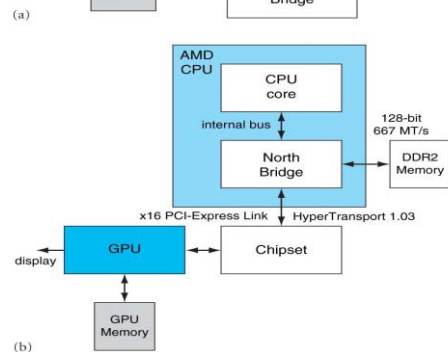 Bridge
(a)
AMD
CPU
CPU
core
internal bus
128-bit
667 MT/s
North
Bridge
DDR2
Memory
x16 PCI-Express Link
HyperTransport 1.03
GPU
Chipset
display
GPU
Memory
(b)